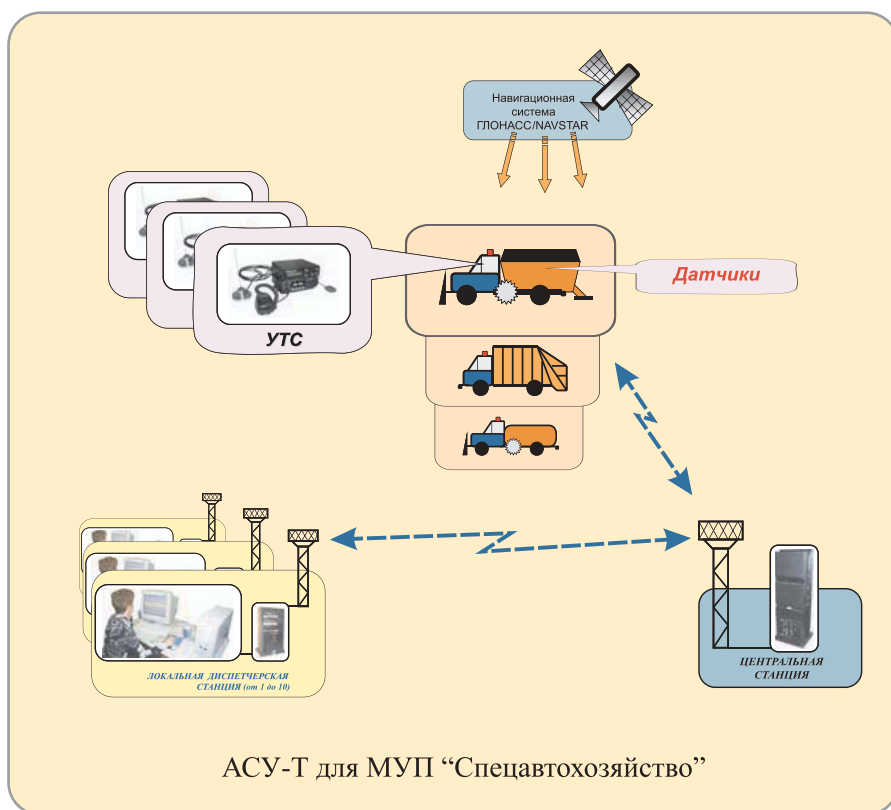 Навигационная
система
ГЛОНАСС/NAVSTAR
Датчики
УТС
ЛОКАЛЬНАЯ ДИСПЕТЧЕРСКАЯ
СТАНЦИЯ (от 1 до 10)
ЦЕНТРАЛЬНАЯ
СТАНЦИЯ
АСУ-Т для МУП “Спецавтохозяйство”